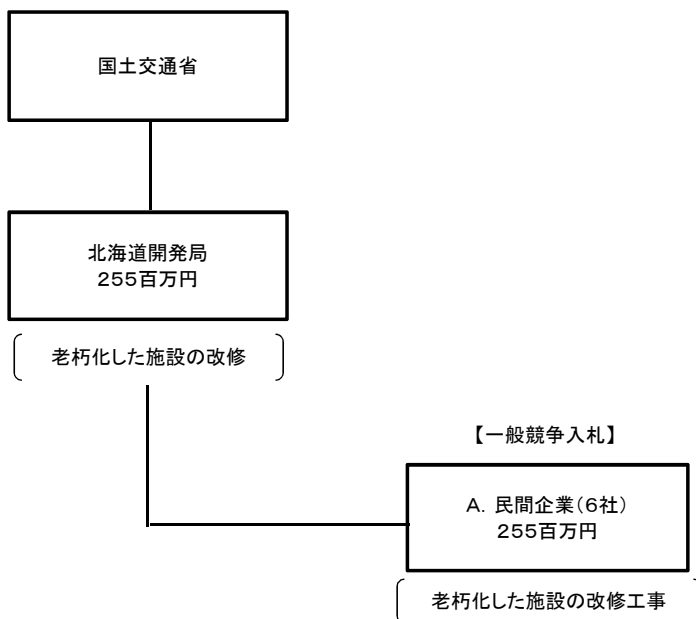 国土交通省
北海道開発局
255百万円
老朽化した施設の改修
【一般競争入札】
A. 民間企業(6社)
255百万円
老朽化した施設の改修工事